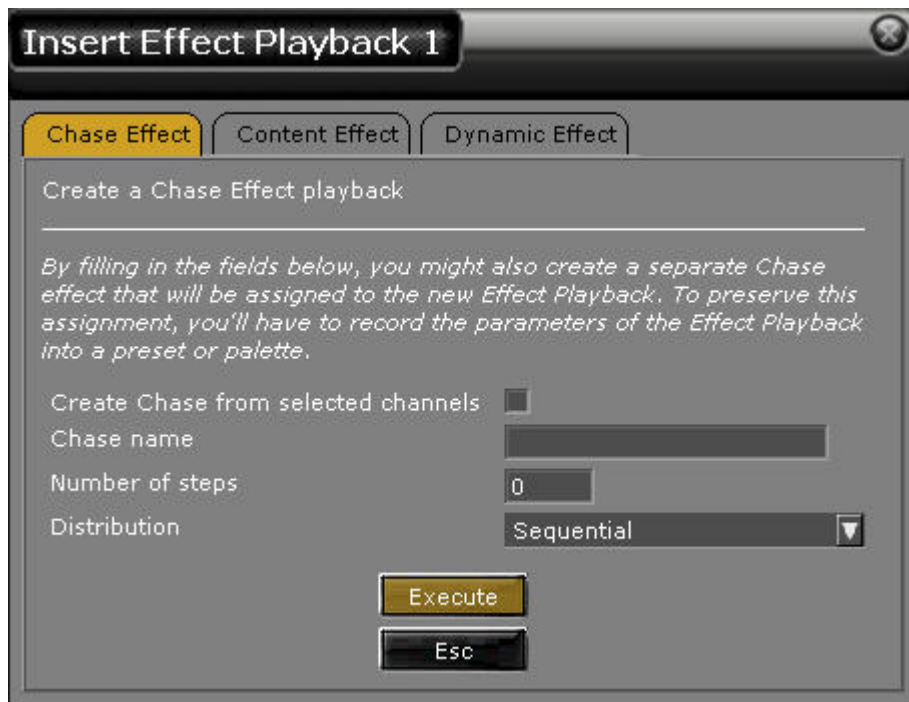 Insert Effect Playback 1
Chase Effect
Content Effect
Dynamic Effect
Create a Chase Effect playback
By filling in the fields below, you might also create a separate Chase
effect that will be assigned to the new Effect Playback. To preserve this
assignment, you'll have to record the parameters of the Effect Playback
into a preset or palette.
Create Chase from selected channels
Chase name
Number of steps
0
Distribution
Sequential
Execute
Esc